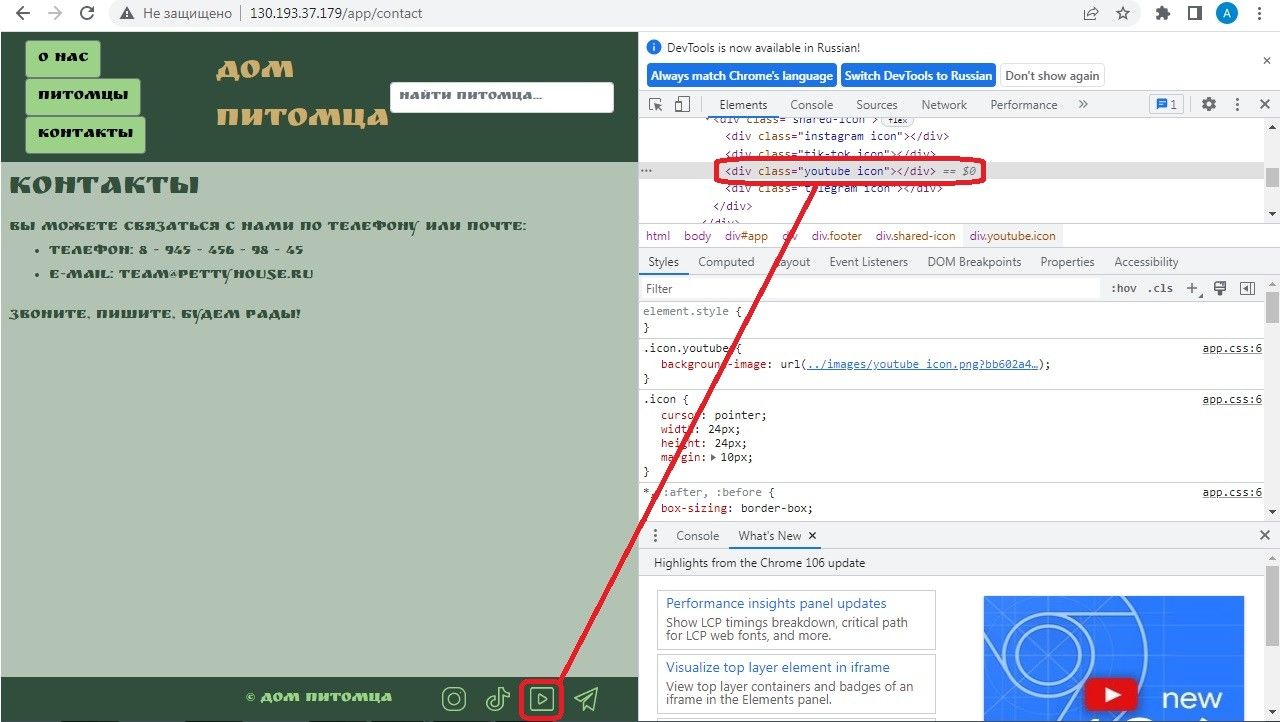 Не защищено | 130.193.37.179/app/contact
A
О НАС
ПИТОМЦЫ
КОНТАКТЫ
ДОМ
ПИТОМЦА
НАЙТИ ПИТОМЦА...
КОНТАКТЫ
ВЫ МОЖЕТЕ СВЯЗАТЬСЯ С НАМИ ПО ТЕЛЕФОНУ ИЛИ ПОЧТЕ:
• ТЕЛЕФОН: 8 - 945 - 456 - 98 - 45
• E-MAIL: TEAM@PETTYHOUSE.RU
ЗВОНИТЕ, ПИШИТЕ, БУДЕМ РАДЫ!
© ДОМ ПИТОМЦА
DevTools is now available in Russian!
Always match Chrome's language Switch DevTools to Russian Don't show again
Elements Console Sources Network Performance 1
<div class="shared-icon"> flex
<div class="instagram icon"></div>
<div class="tik-tok icon"></div>
<div class="youtube icon"></div> == $0
<div class="telegram icon"></div>
</div>
</div>
html body div#app div div.footer div.shared-icon div.youtube.icon
Styles Computed Layout Event Listeners DOM Breakpoints Properties Accessibility
Filter :hov .cls
element.style {
}
.icon.youtube { app.css:6
background-image: url(../images/youtube icon.png?bb602a4…);
}
.icon { app.css:6
cursor: pointer;
width: 24px;
height: 24px;
margin: 10px;
}
*, :after, :before { app.css:6
box-sizing: border-box;
Console What's New
Highlights from the Chrome 106 update
Performance insights panel updates
Show LCP timings breakdown, critical path
for LCP web fonts, and more.
Visualize top layer element in iframe
View top layer containers and badges of an
iframe in the Elements panel.
new